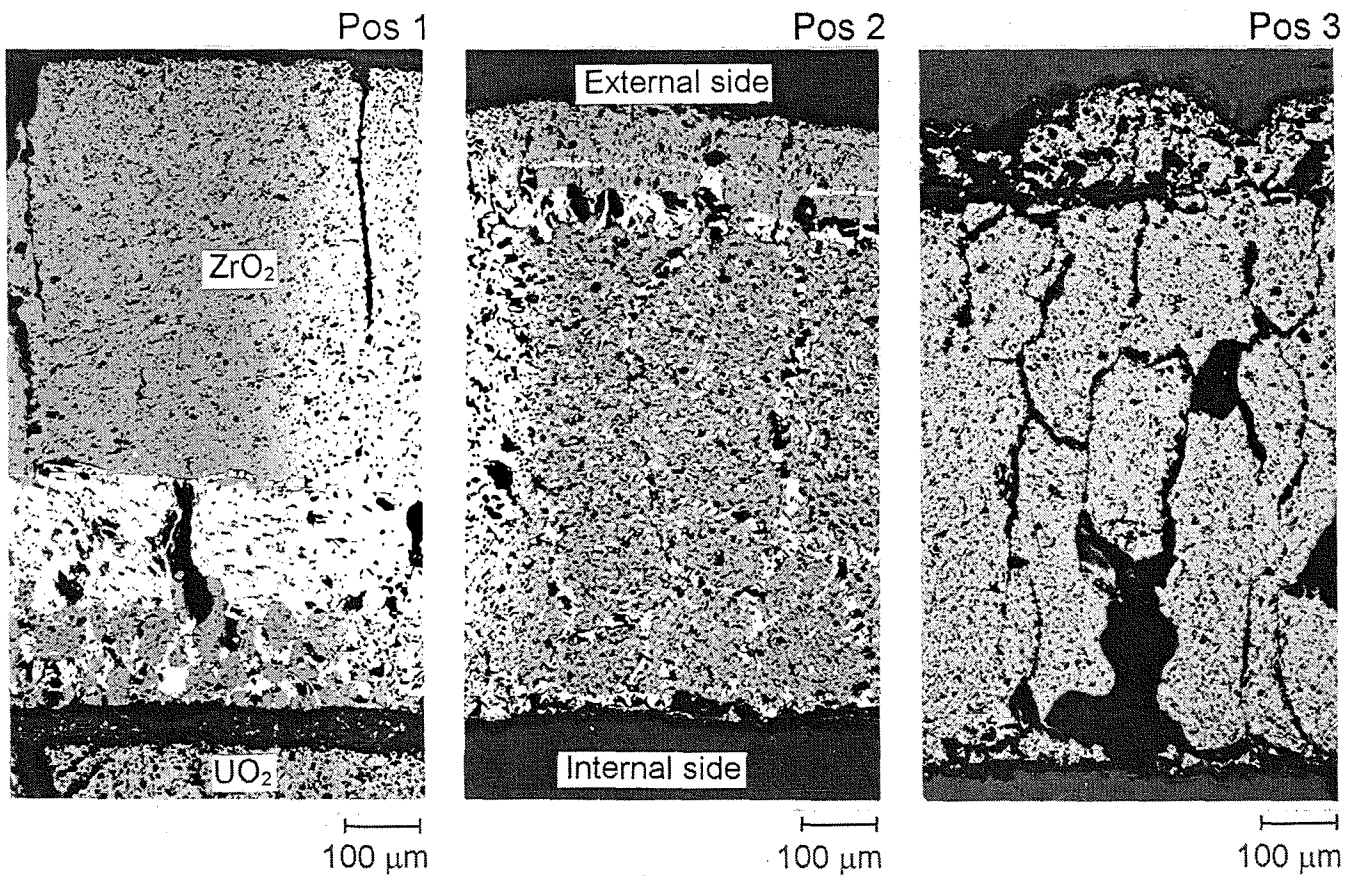 Pos 1
Pos 2
Pos 3
External side
ZrO₂
UO₂
Internal side
100 μm
100 μm
100 μm